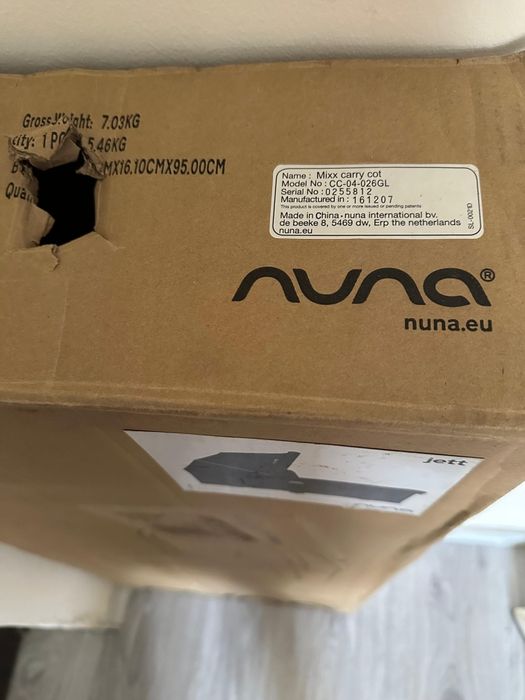 Gross Weight: 7.03KG
1 P 5.46KG
MX16.10CMX95.00CM
Name : Mixx carry cot
Model No : CC-04-026GL
Serial No : 0255812
Manufactured in : 161207
This product is covered by one or more issued or pending patents
Made in China · nuna international bv.
de beeke 8, 5469 dw, Erp the netherlands
nuna.eu
SL-0021D
nuna®
nuna.eu
jett
nuna